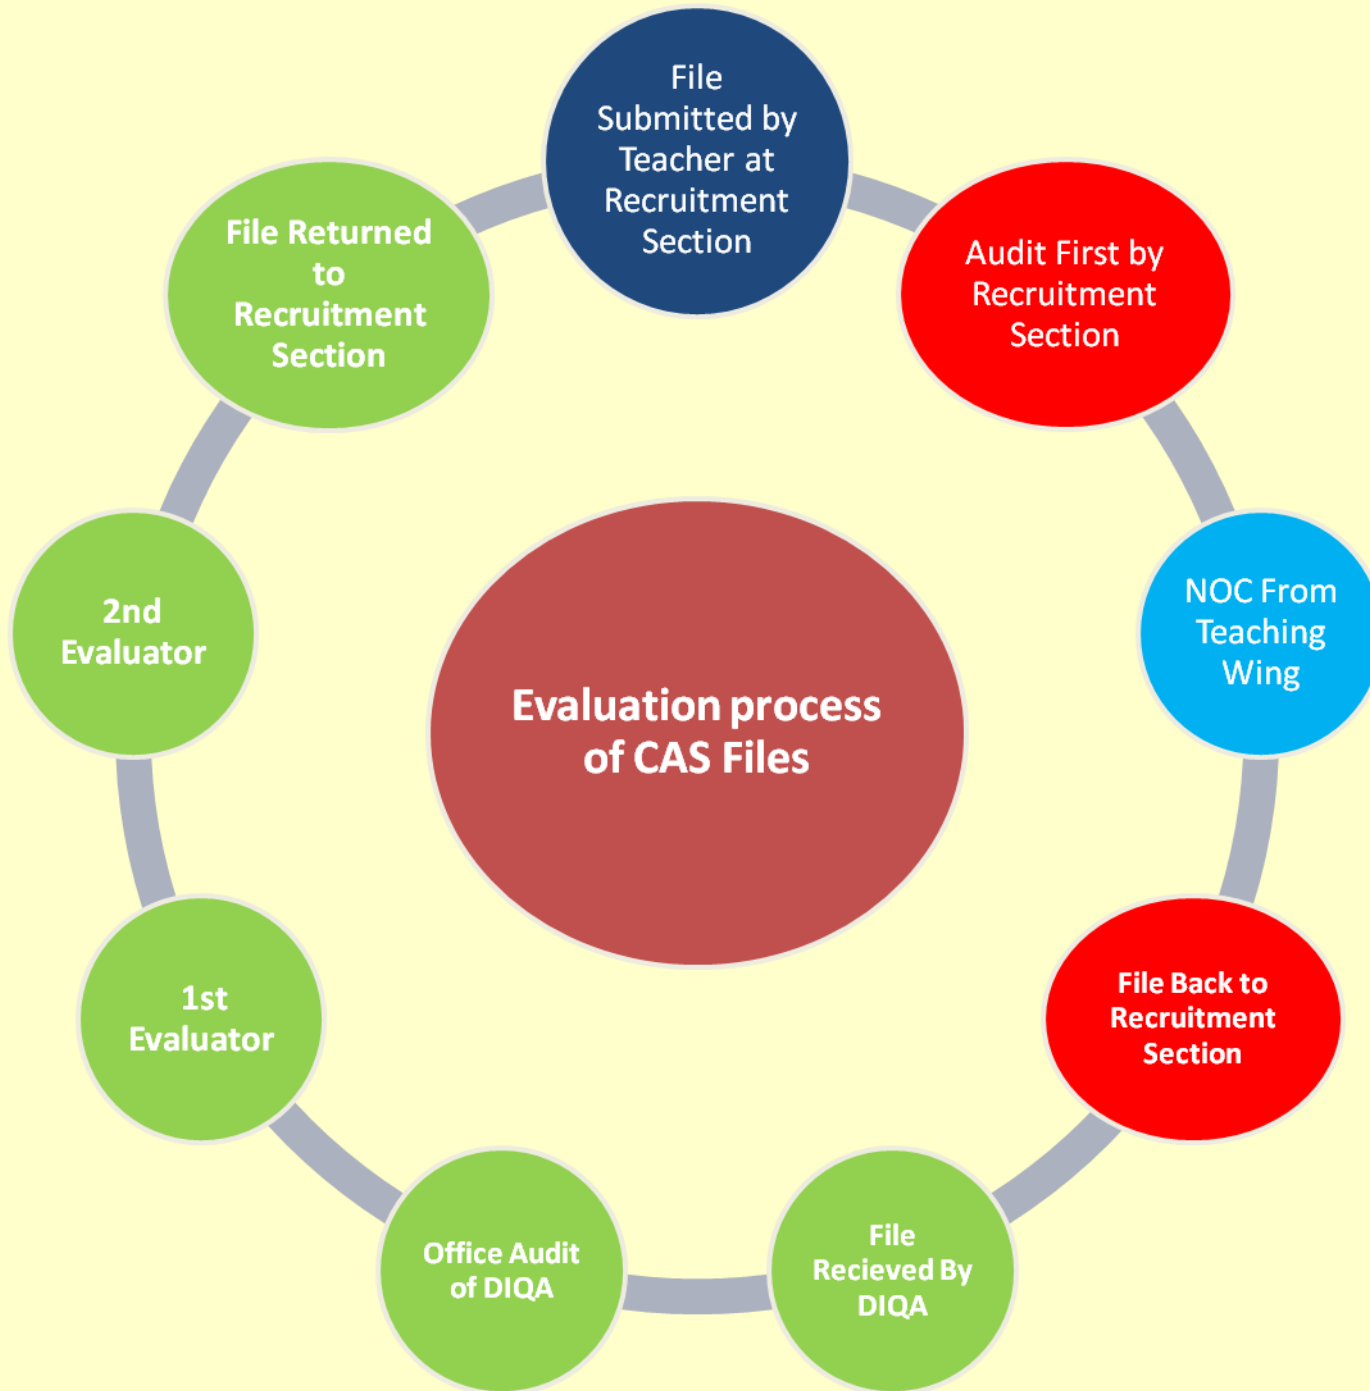 File
Submitted by
Teacher at
Recruitment
Section
Audit First by
Recruitment
Section
NOC From
Teaching
Wing
File Back to
Recruitment
Section
File
Recieved By
DIQA
Office Audit
of DIQA
1st
Evaluator
2nd
Evaluator
File Returned
to
Recruitment
Section
Evaluation process
of CAS Files